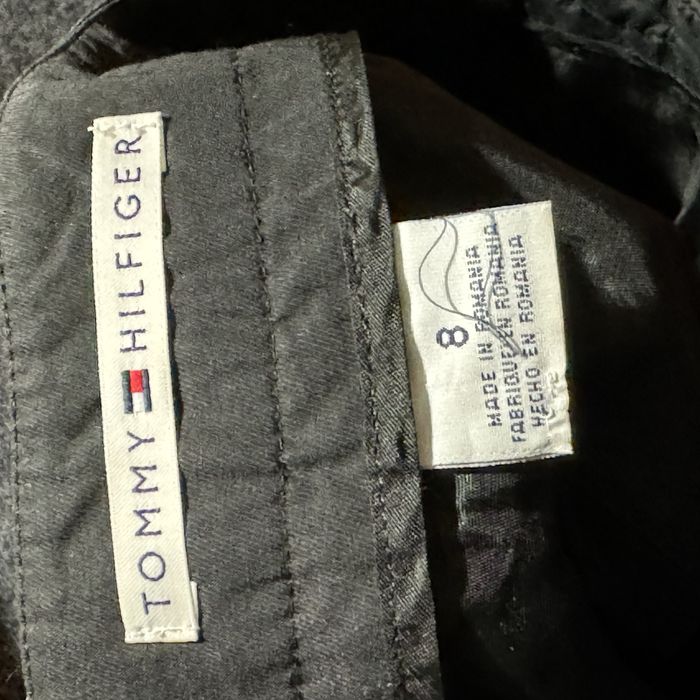 TOMMY HILFIGER
8
MADE IN ROMANIA
FABRIQUE EN ROMANIA
HECHO EN ROMANIA